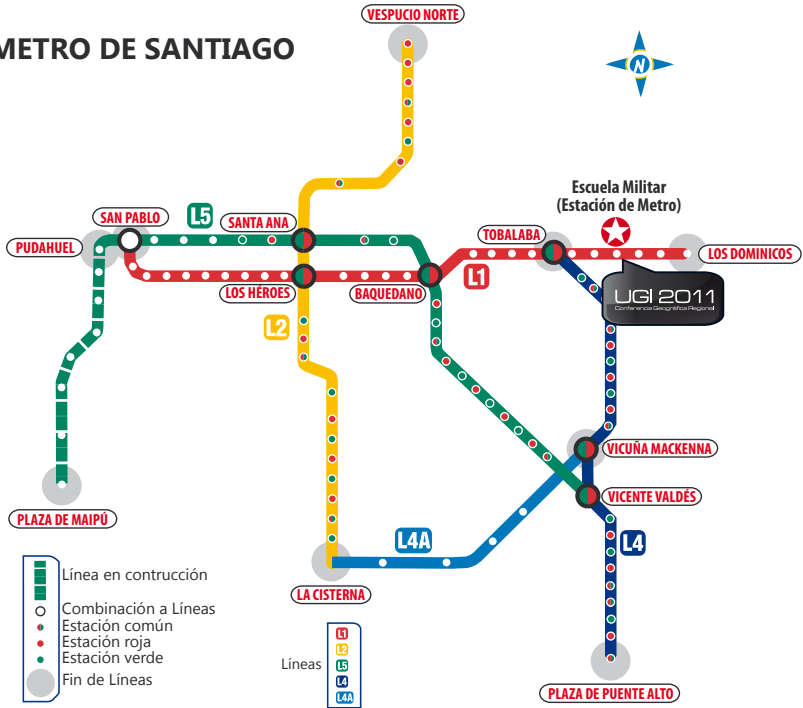 METRO DE SANTIAGO
VESPUCIO NORTE
N
Escuela Militar
(Estación de Metro)
SAN PABLO
L5
SANTA ANA
TOBALABA
PUDAHUEL
LOS DOMINICOS
LOS HÉROES
BAQUEDANO
L1
UGI 2011
Conferencia Geográfica Regional
L2
VICUÑA MACKENNA
VICENTE VALDÉS
PLAZA DE MAIPÚ
L4A
L4
LA CISTERNA
PLAZA DE PUENTE ALTO
Línea en contrucción
Combinación a Líneas
Estación común
Estación roja
Estación verde
Fin de Líneas
Líneas
L1
L2
L5
L4
L4A